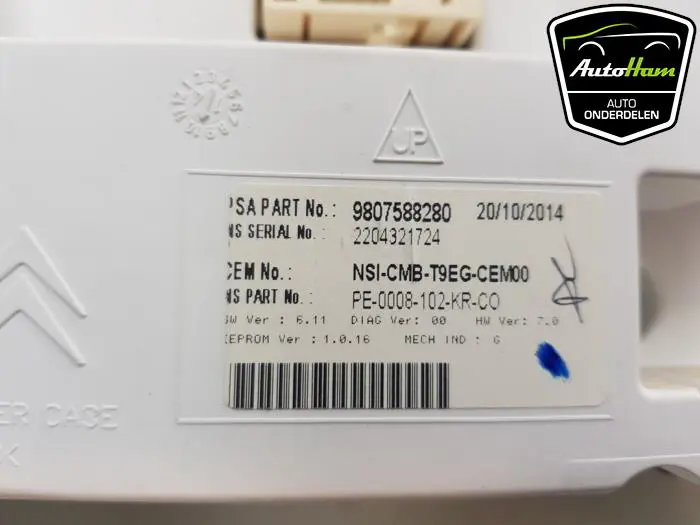 AutoHam
AUTO
ONDERDELEN
UP
PSA PART No.: 9807588280 20/10/2014
NS SERIAL No.: 2204321724
CEM No.: NSI-CMB-T9EG-CEM00
NS PART No.: PE-0008-102-KR-CO
SW Ver : 6.11 DIAG Ver: 00 HW Ver: 7.0
EEPROM Ver : 1.0.16 MECH IND : G
ER CASE
K